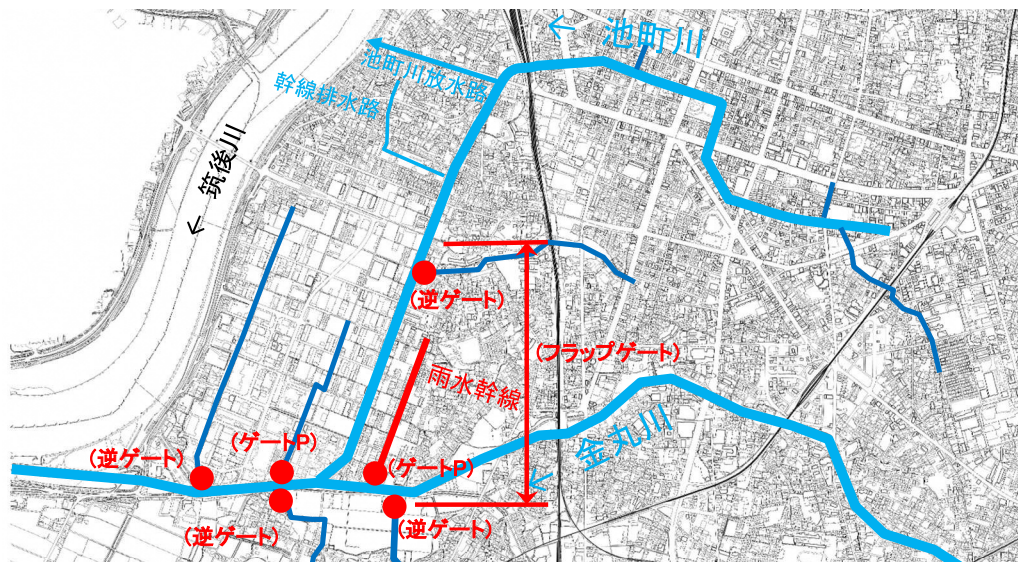 ← 池町川
池町川放水路
幹線排水路
← 筑後川
(逆ゲート)
(フラップゲート)
雨水幹線
← 金丸川
(ゲートP)
(逆ゲート)
(ゲートP)
(逆ゲート)
(逆ゲート)